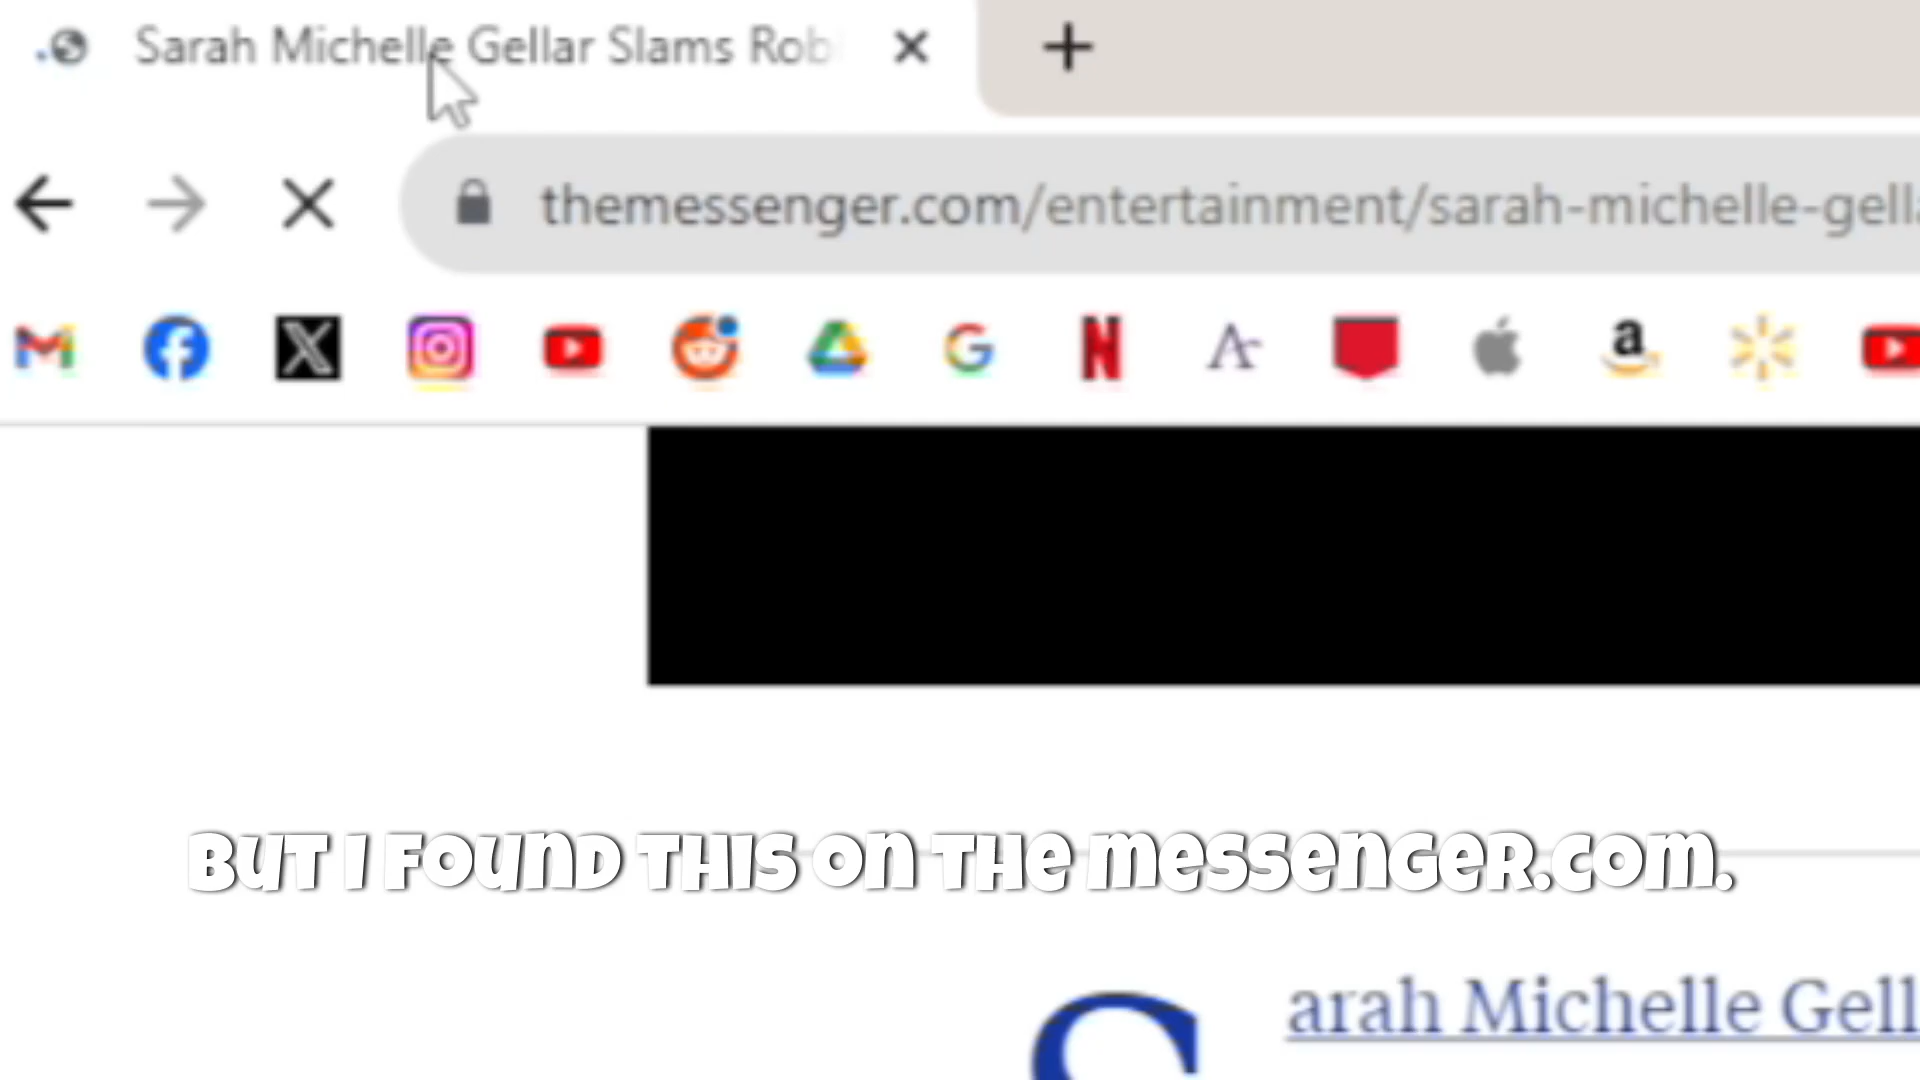 Sarah Michelle Gellar Slams Rob
themessenger.com/entertainment/sarah-michelle-gell
BUT I FOUND THIS ON THE MESSENGER.COM.
Sarah Michelle Gell